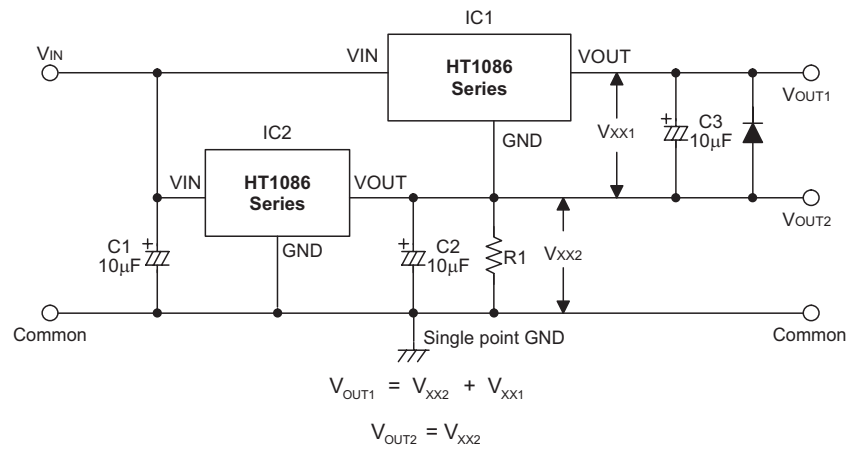 IC1
VIN
VIN
HT1086
Series
VOUT
VOUT1
GND
VXX1
C3
10μF
IC2
VIN
HT1086
Series
VOUT
GND
VOUT2
C1
10μF
C2
10μF
R1
VXX2
Common
Single point GND
Common
VOUT1 = VXX2 + VXX1
VOUT2 = VXX2